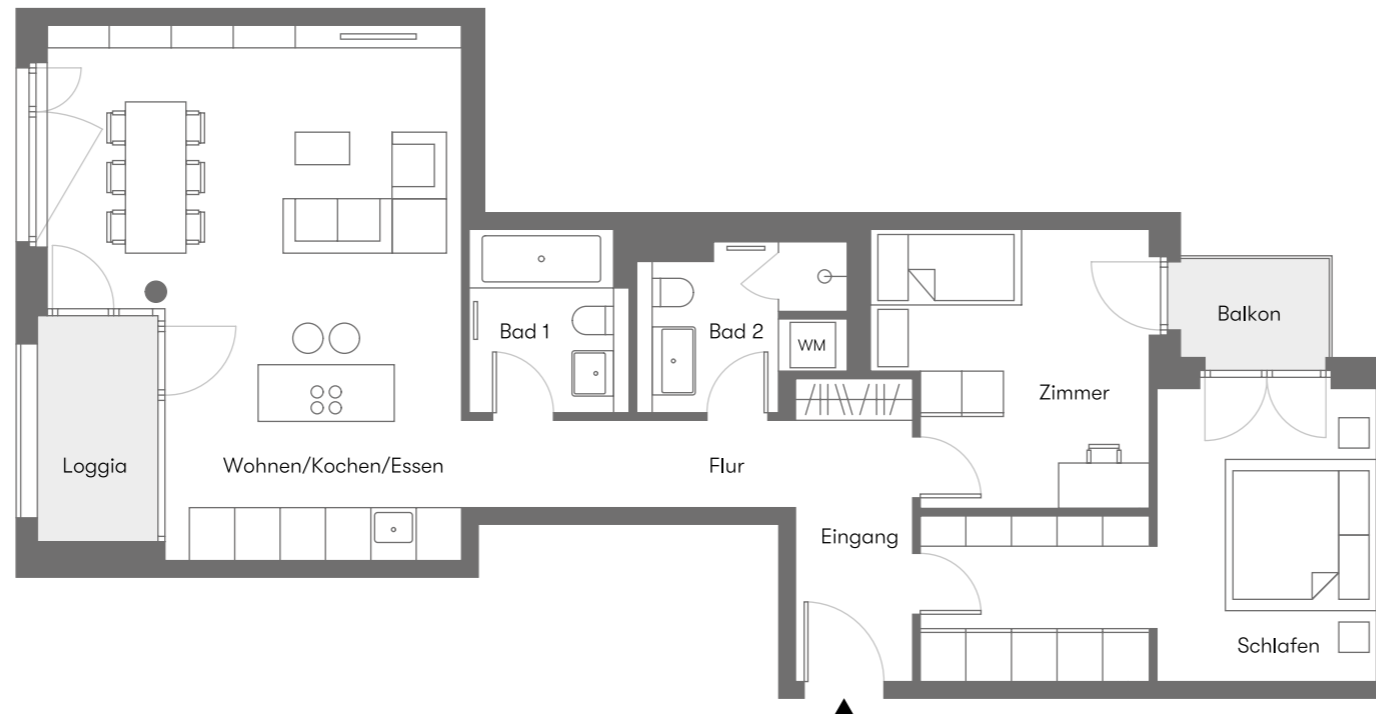 Balkon
Bad 1
Bad 2
WM
Zimmer
Loggia
Wohnen/Kochen/Essen
Flur
Eingang
Schlafen